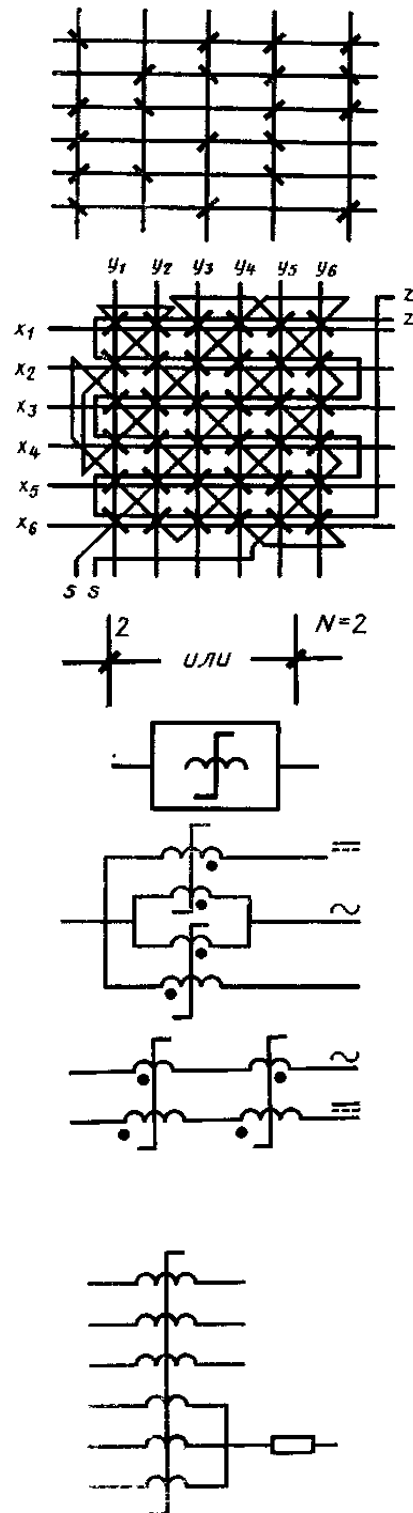 y₁ y₂ y₃ y₄ y₅ y₆
z
x₁ z
x₂
x₃
x₄
x₅
x₆
s s
2 или N=2